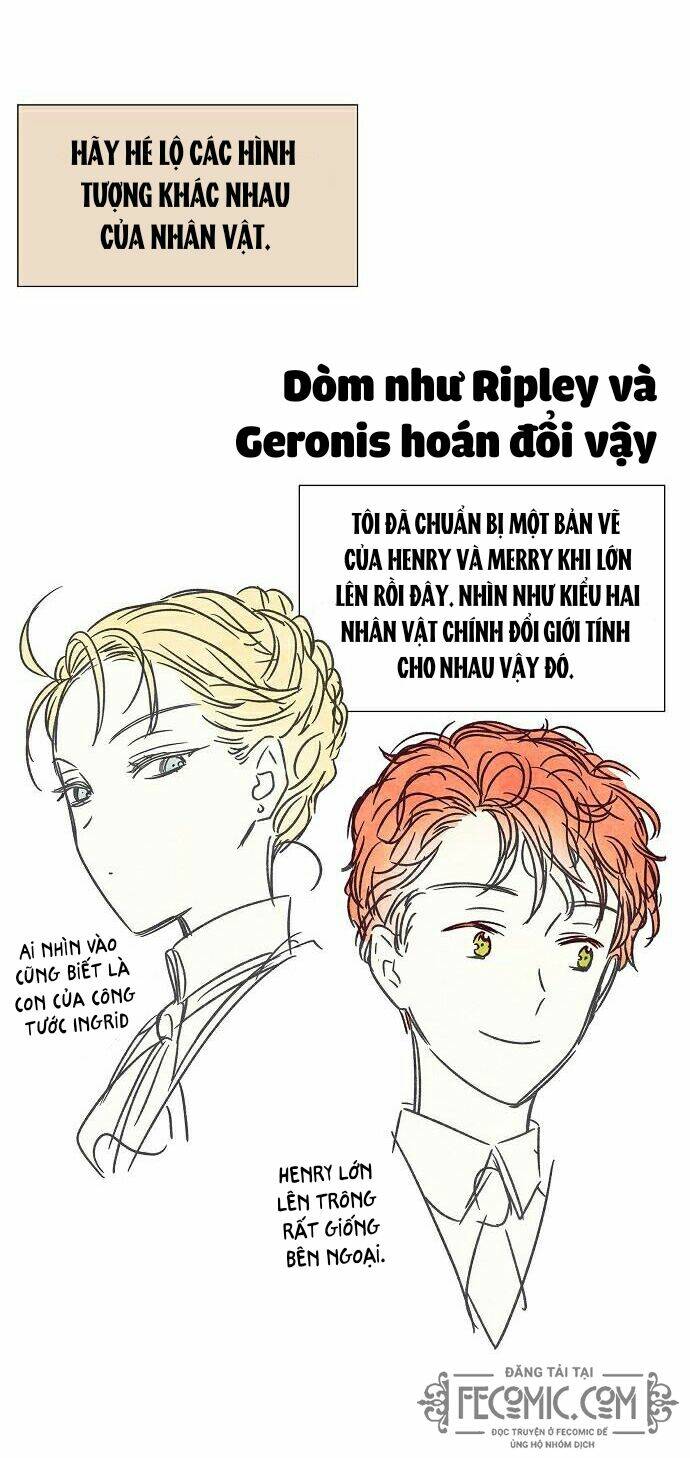 HÃY HÉ LỘ CÁC HÌNH
TƯỢNG KHÁC NHAU
CỦA NHÂN VẬT.
Dòm như Ripley và
Geronis hoán đổi vậy
TÔI ĐÃ CHUẨN BỊ MỘT BẢN VẼ
CỦA HENRY VÀ MERRY KHI LỚN
LÊN RỒI ĐÂY. NHÌN NHƯ KIỂU HAI
NHÂN VẬT CHÍNH ĐỔI GIỚI TÍNH
CHO NHAU VẬY ĐÓ.
AI NHÌN VÀO
CŨNG BIẾT LÀ
CON CỦA CÔNG
TƯỚC INGRID
HENRY LỚN
LÊN TRÔNG
RẤT GIỐNG
BÊN NGOẠI.
ĐĂNG TẢI TẠI
FECOMIC.COM
ĐỌC TRUYỆN Ở FECOMIC ĐỂ
ỦNG HỘ NHÓM DỊCH